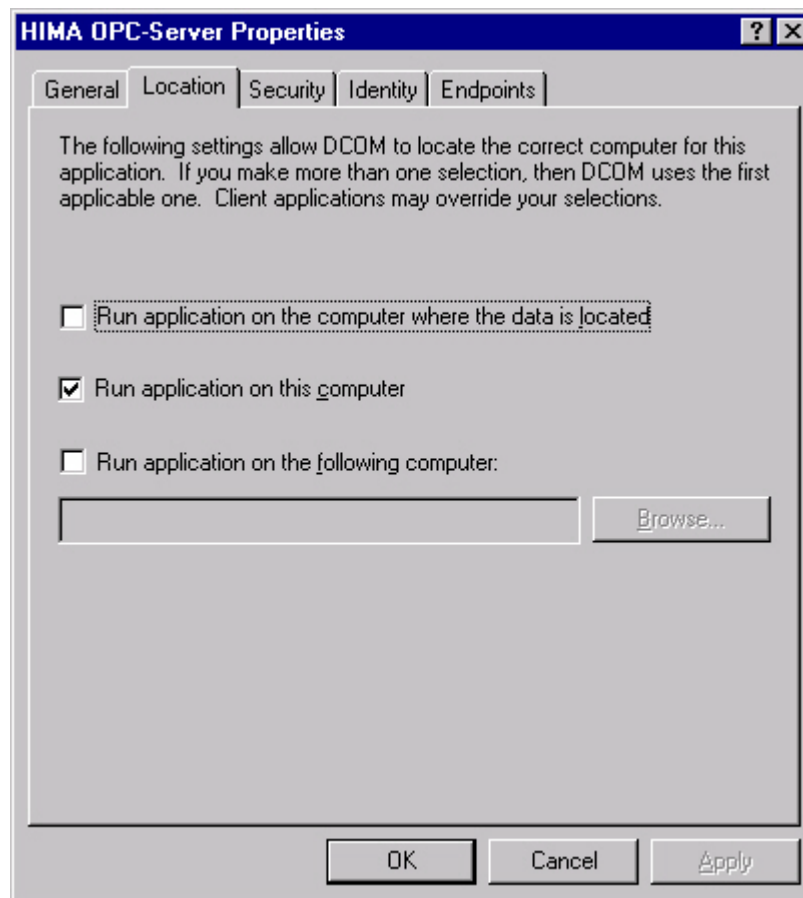 HIMA OPC-Server Properties
General Location Security Identity Endpoints
The following settings allow DCOM to locate the correct computer for this
application. If you make more than one selection, then DCOM uses the first
applicable one. Client applications may override your selections.
Run application on the computer where the data is located
Run application on this computer
Run application on the following computer:
Browse...
OK Cancel Apply